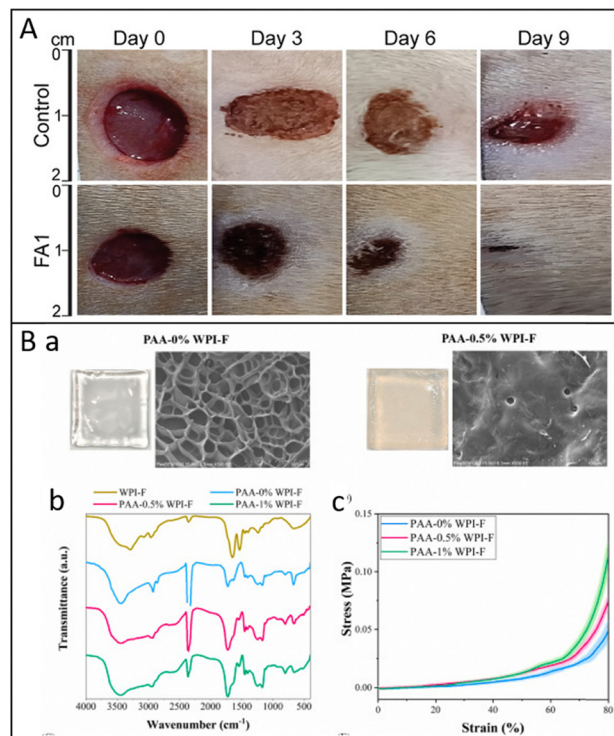 A
cm Day 0 Day 3 Day 6 Day 9
0
Control
1
2
0
FA1
1
2
B a
PAA-0% WPI-F PAA-0.5% WPI-F
b
WPI-F PAA-0% WPI-F
PAA-0.5% WPI-F PAA-1% WPI-F
Transmittance (a.u.)
4000 3500 3000 2500 2000 1500 1000 500
Wavenumber (cm⁻¹)
c
PAA-0% WPI-F
PAA-0.5% WPI-F
PAA-1% WPI-F
Stress (MPa)
0.15
0.10
0.05
0.00
0 20 40 60 80
Strain (%)